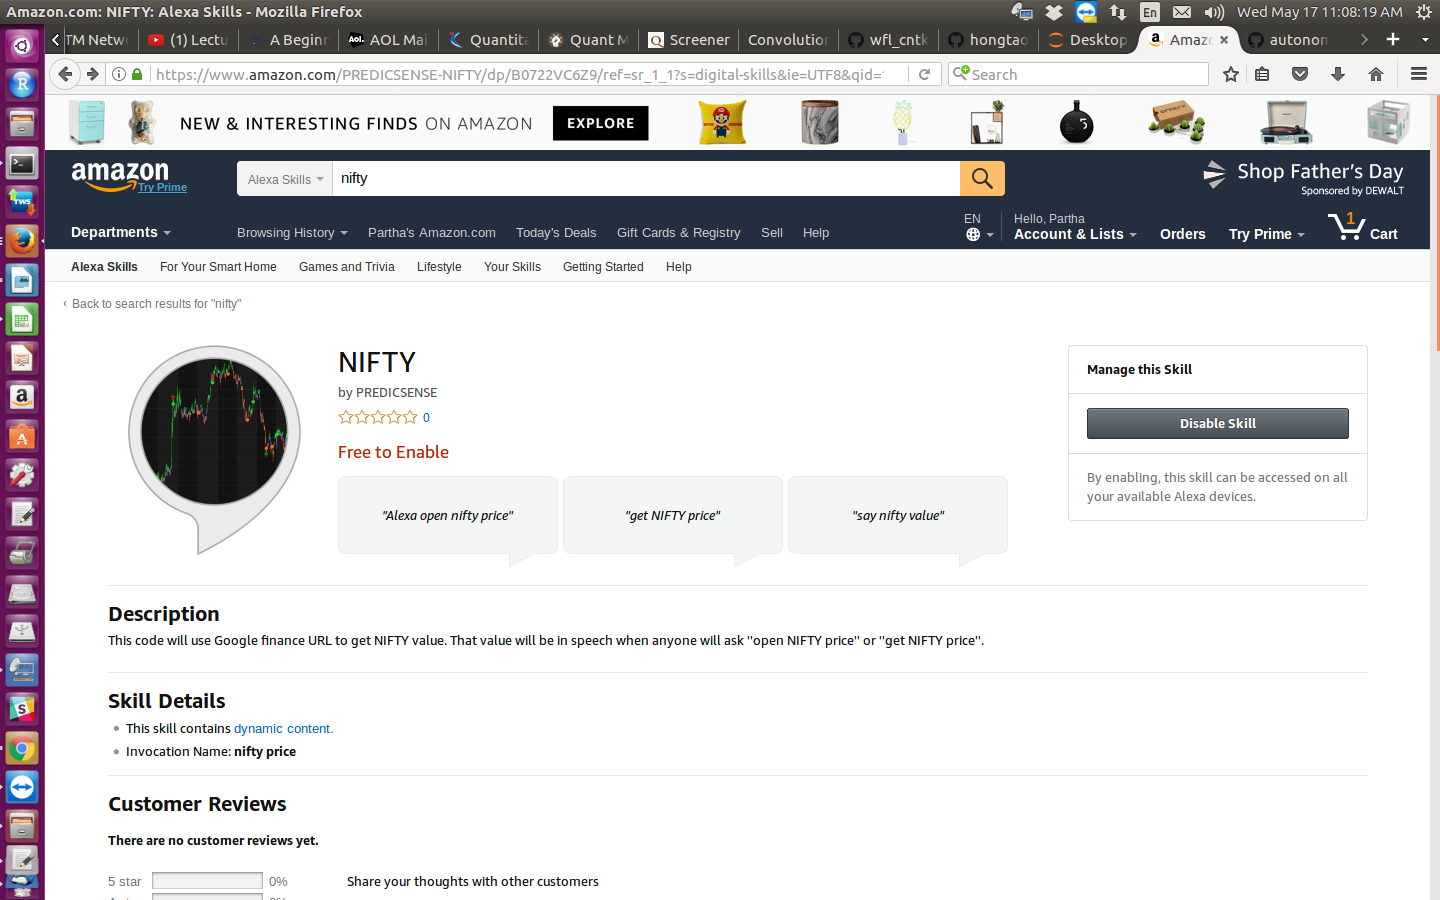 Amazon.com: NIFTY: Alexa Skills - Mozilla Firefox
En
Wed May 17 11:08:19 AM
TM Netwo
(1) Lectu
A Beginn
AOL Mai
Quantita
Quant M
Screener
Convolution
wfl_cntk
hongtao
Desktop
Amazo
autonom
https://www.amazon.com/PREDICSENSE-NIFTY/dp/B0722VC6Z9/ref=sr_1_1?s=digital-skills&ie=UTF8&qid=
Search
NEW & INTERESTING FINDS ON AMAZON
EXPLORE
amazon
Try Prime
Alexa Skills
nifty
Shop Father's Day
Sponsored by DEWALT
Departments
Browsing History
Partha's Amazon.com
Today's Deals
Gift Cards & Registry
Sell
Help
EN
Hello, Partha
Account & Lists
Orders
Try Prime
1
Cart
Alexa Skills
For Your Smart Home
Games and Trivia
Lifestyle
Your Skills
Getting Started
Help
‹ Back to search results for "nifty"
NIFTY
by PREDICSENSE
0
Free to Enable
"Alexa open nifty price"
"get NIFTY price"
"say nifty value"
Manage this Skill
Disable Skill
By enabling, this skill can be accessed on all
your available Alexa devices.
Description
This code will use Google finance URL to get NIFTY value. That value will be in speech when anyone will ask "open NIFTY price" or "get NIFTY price".
Skill Details
This skill contains dynamic content.
Invocation Name: nifty price
Customer Reviews
There are no customer reviews yet.
5 star
0%
Share your thoughts with other customers